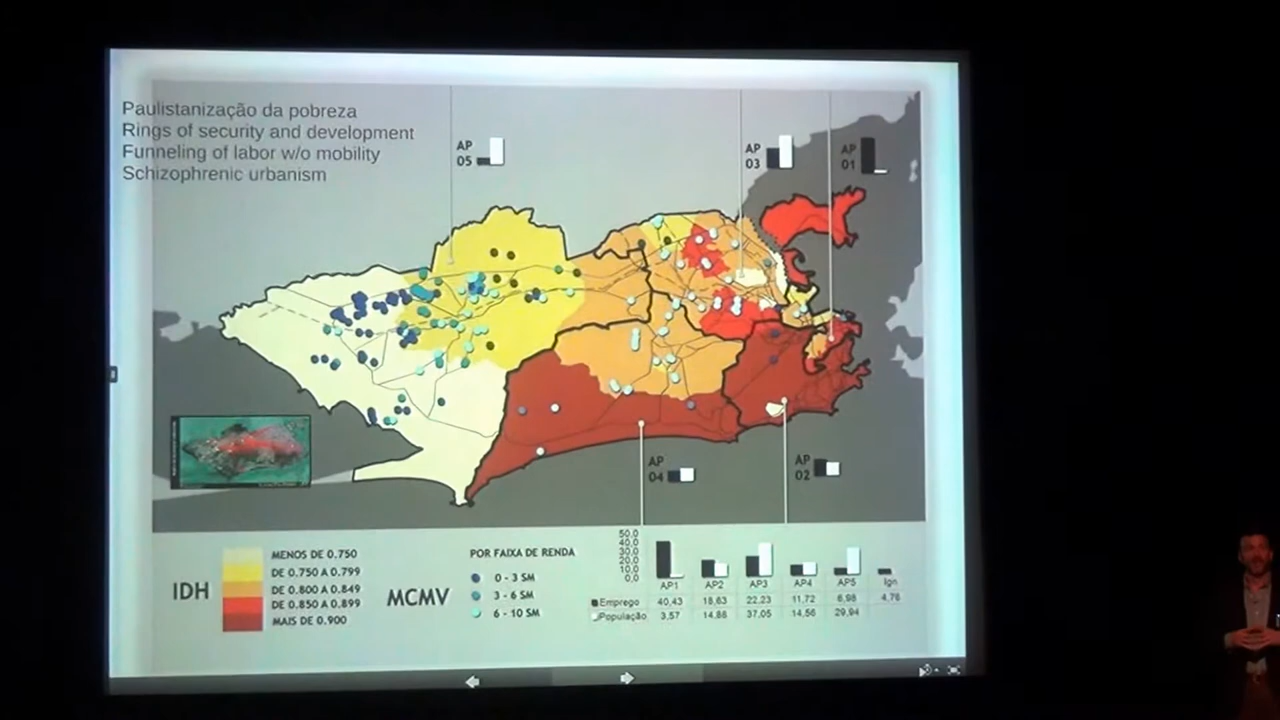 Paulistanização da pobreza
Rings of security and development
Funneling of labor w/o mobility
Schizophrenic urbanism
AP
05
AP
03
AP
01
AP
04
AP
02
IDH
MENOS DE 0.750
DE 0.750 A 0.799
DE 0.800 A 0.849
DE 0.850 A 0.899
MAIS DE 0.900
MCMV
POR FAIXA DE RENDA
0 - 3 SM
3 - 6 SM
6 - 10 SM
50,0
40,0
30,0
20,0
10,0
0,0
AP1 AP2 AP3 AP4 AP5 Ign
Emprego 40,43 18,63 22,23 11,72 6,98 4,76
População 3,57 14,86 37,05 14,56 29,94